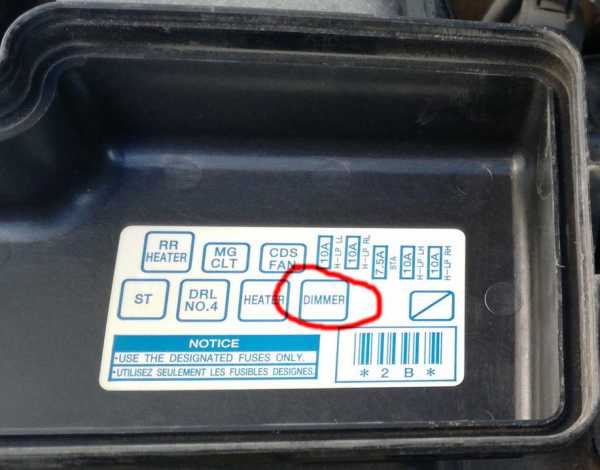 RR
HEATER
MG
CLT
CDS
FAN
10A
H-LP LL
10A
H-LP RL
7.5A
STA
10A
H-LP LH
10A
H-LP RH
ST
DRL
NO.4
HEATER
DIMMER
NOTICE
•USE THE DESIGNATED FUSES ONLY.
•UTILISEZ SEULEMENT LES FUSIBLES DESIGNES.
* 2 B *